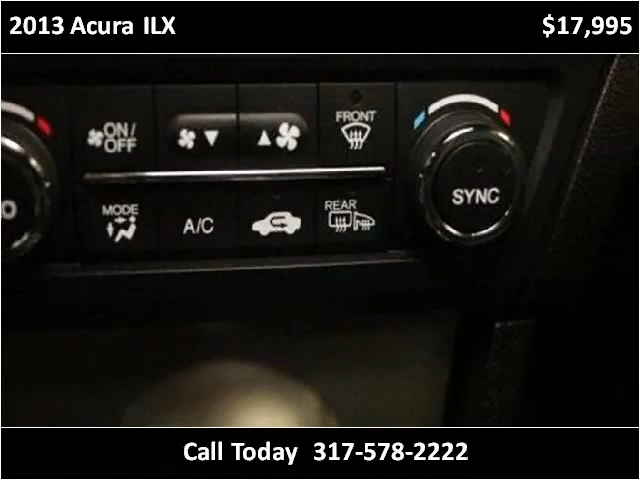 2013 Acura ILX $17,995
ON/ FRONT
OFF
SYNC
MODE REAR
A/C
Call Today 317-578-2222